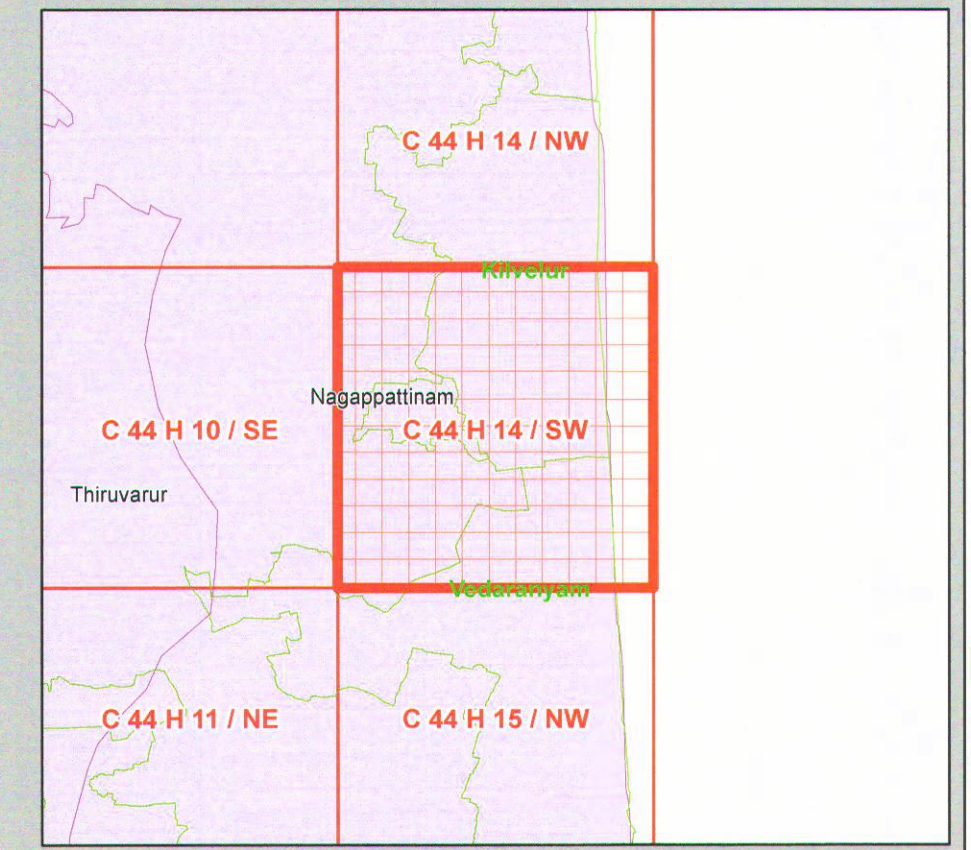 C 44 H 14 / NW
Kilvelur
Nagappattinam
C 44 H 10 / SE
C 44 H 14 / SW
Thiruvarur
Vedaranyam
C 44 H 11 / NE
C 44 H 15 / NW